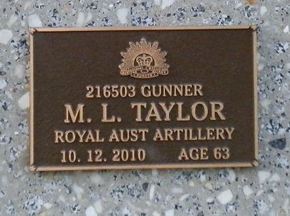 216503 GUNNER
M. L. TAYLOR
ROYAL AUST ARTILLERY
10. 12. 2010 AGE 63